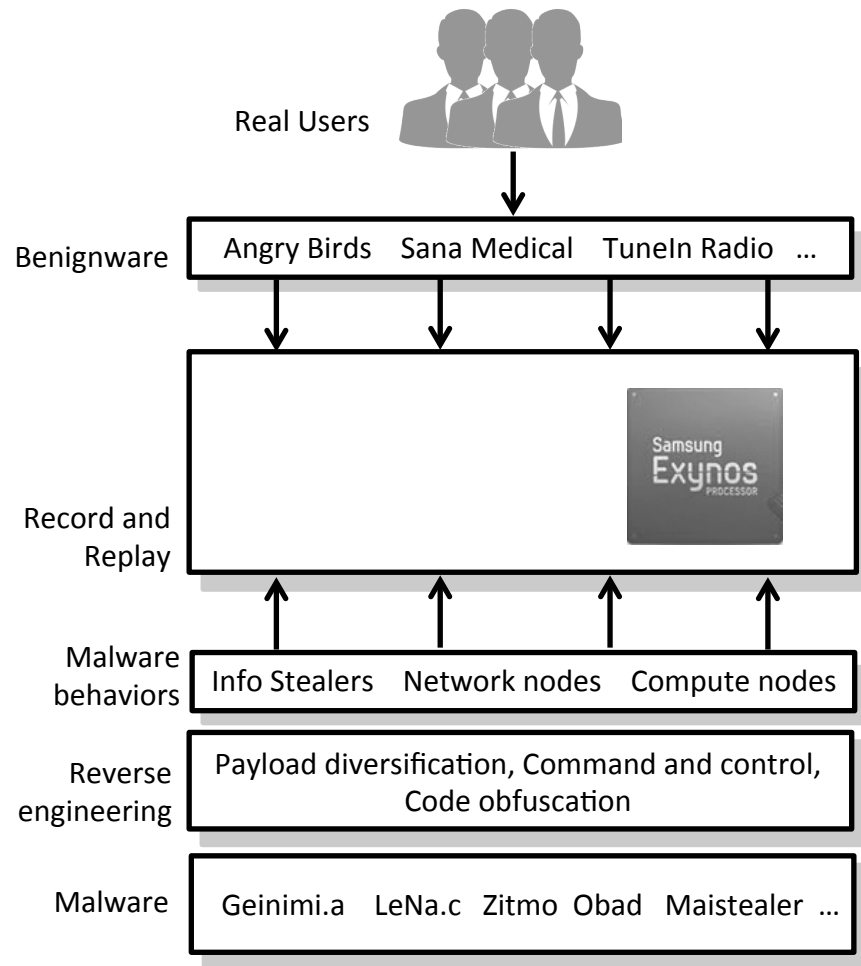 Real Users
Benignware
Angry Birds Sana Medical TuneIn Radio ...
Samsung
Exynos
PROCESSOR
Record and
Replay
Malware
behaviors
Info Stealers Network nodes Compute nodes
Reverse
engineering
Payload diversification, Command and control,
Code obfuscation
Malware
Geinimi.a LeNa.c Zitmo Obad Maistealer ...